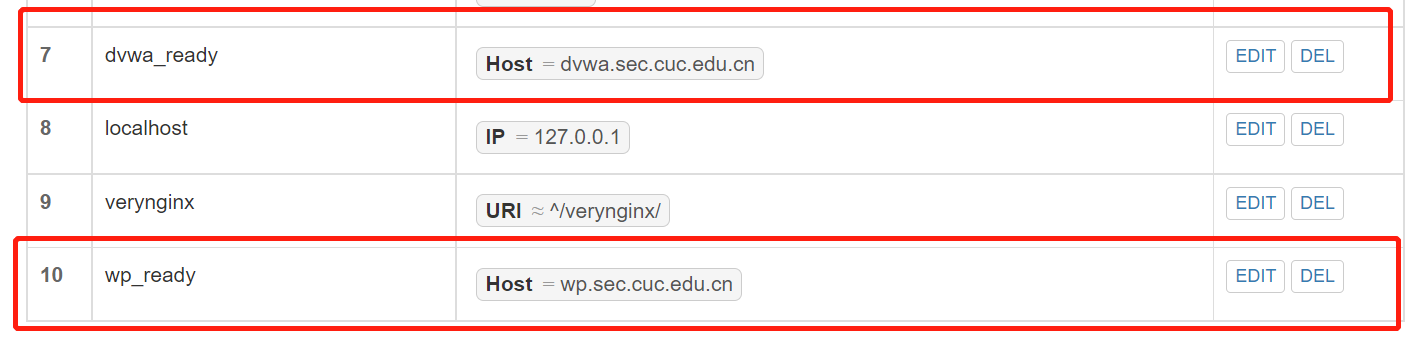 7 dvwa_ready Host = dvwa.sec.cuc.edu.cn EDIT DEL
8 localhost IP = 127.0.0.1 EDIT DEL
9 verynginx URI ≈ ^/verynginx/ EDIT DEL
10 wp_ready Host = wp.sec.cuc.edu.cn EDIT DEL